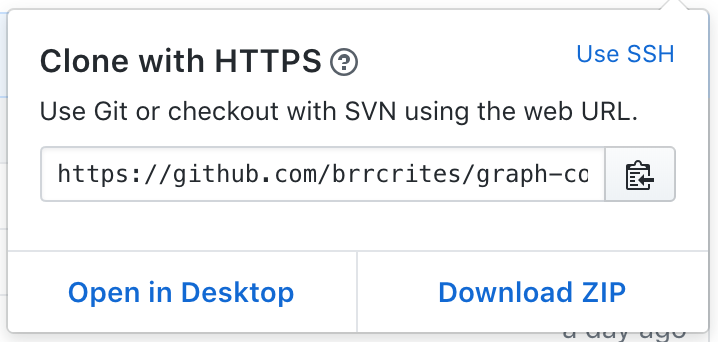 Clone with HTTPS ?
Use SSH
Use Git or checkout with SVN using the web URL.
https://github.com/brrcrites/graph-co
Open in Desktop
Download ZIP
a day ago